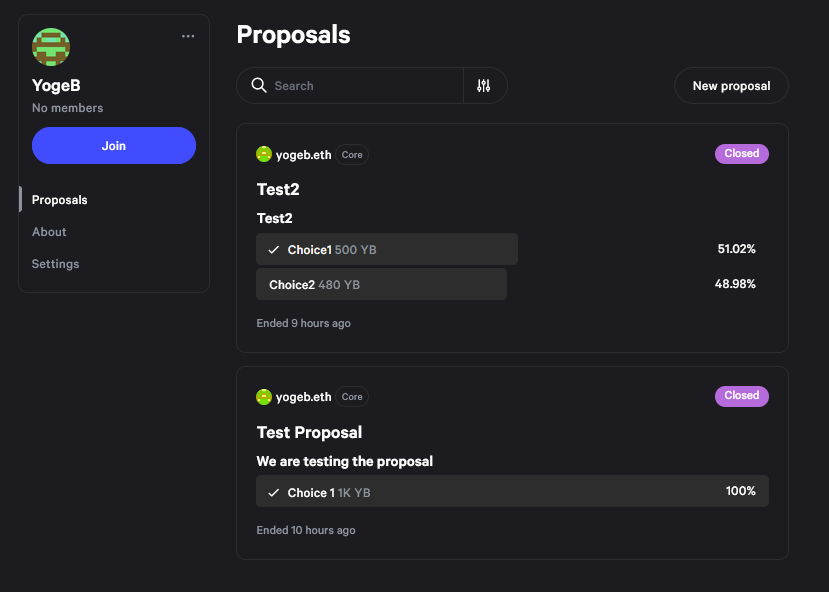 YogeB
No members
Join
Proposals
About
Settings
Proposals
Search
New proposal
yogeb.eth Core Closed
Test2
Test2
Choice1 500 YB 51.02%
Choice2 480 YB 48.98%
Ended 9 hours ago
yogeb.eth Core Closed
Test Proposal
We are testing the proposal
Choice 1 1K YB 100%
Ended 10 hours ago